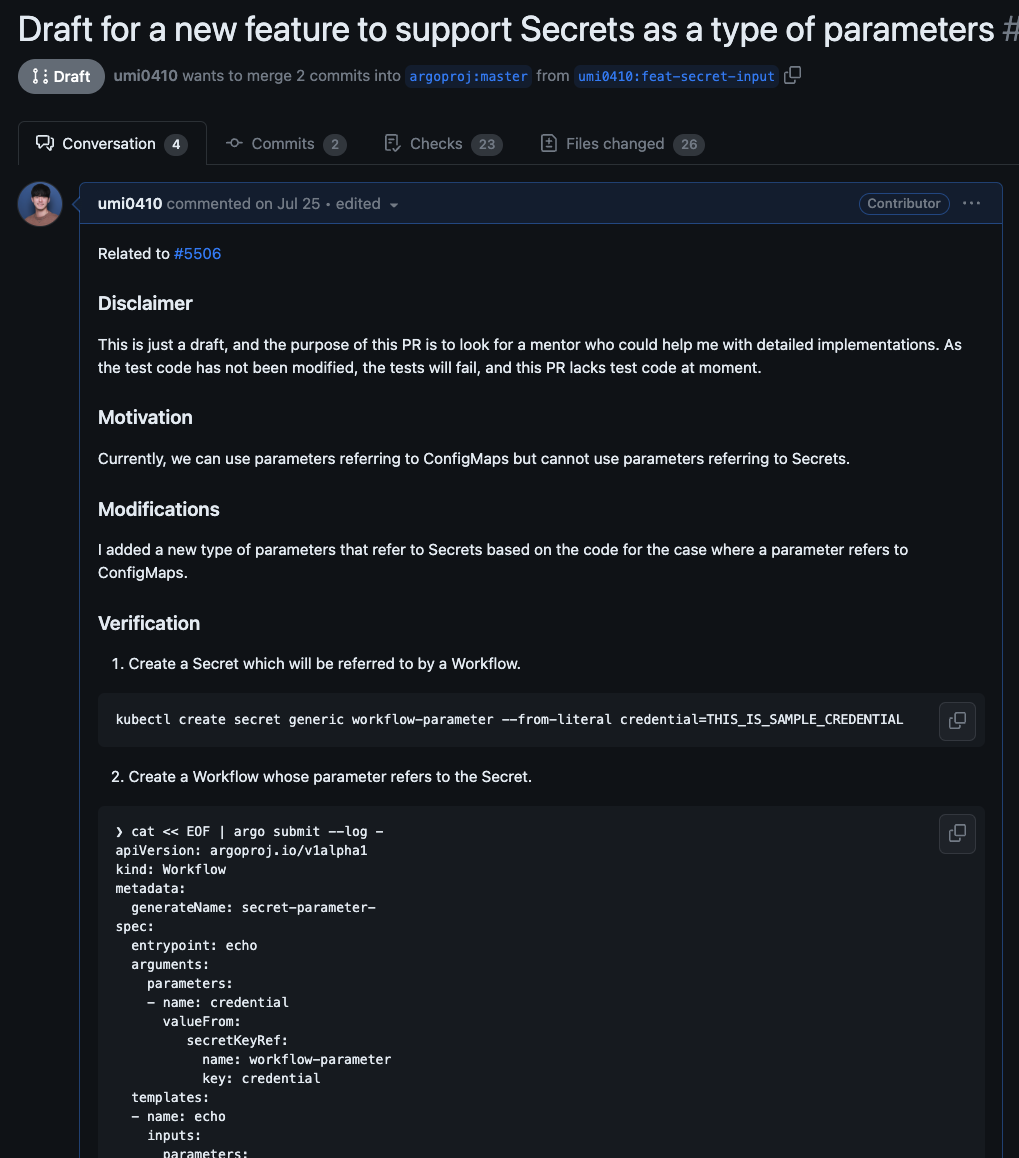 Draft for a new feature to support Secrets as a type of parameters #
Draft umi0410 wants to merge 2 commits into argoproj:master from umi0410:feat-secret-input
Conversation 4 Commits 2 Checks 23 Files changed 26
umi0410 commented on Jul 25 • edited Contributor ...
Related to #5506
Disclaimer
This is just a draft, and the purpose of this PR is to look for a mentor who could help me with detailed implementations. As
the test code has not been modified, the tests will fail, and this PR lacks test code at moment.
Motivation
Currently, we can use parameters referring to ConfigMaps but cannot use parameters referring to Secrets.
Modifications
I added a new type of parameters that refer to Secrets based on the code for the case where a parameter refers to
ConfigMaps.
Verification
1. Create a Secret which will be referred to by a Workflow.
kubectl create secret generic workflow-parameter --from-literal credential=THIS_IS_SAMPLE_CREDENTIAL
2. Create a Workflow whose parameter refers to the Secret.
❯ cat << EOF | argo submit --log -
apiVersion: argoproj.io/v1alpha1
kind: Workflow
metadata:
  generateName: secret-parameter-
spec:
  entrypoint: echo
  arguments:
    parameters:
    - name: credential
      valueFrom:
         secretKeyRef:
           name: workflow-parameter
           key: credential
  templates:
  - name: echo
    inputs:
      parameters: